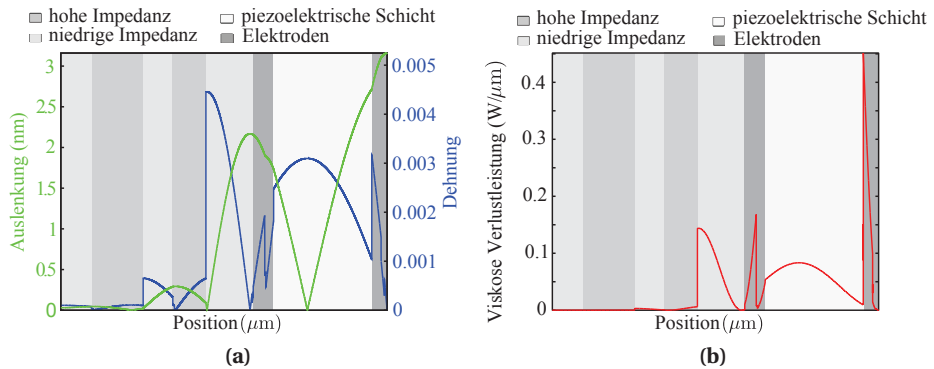 hohe Impedanz piezoelektrische Schicht
niedrige Impedanz Elektroden
3
2.5
2
1.5
1
0.5
0
Auslenkung (nm)
0.005
0.004
0.003
0.002
0.001
0
Dehnung
Position (μm)
(a)
hohe Impedanz piezoelektrische Schicht
niedrige Impedanz Elektroden
0.4
0.3
0.2
0.1
0
Viskose Verlustleistung (W/μm)
Position (μm)
(b)